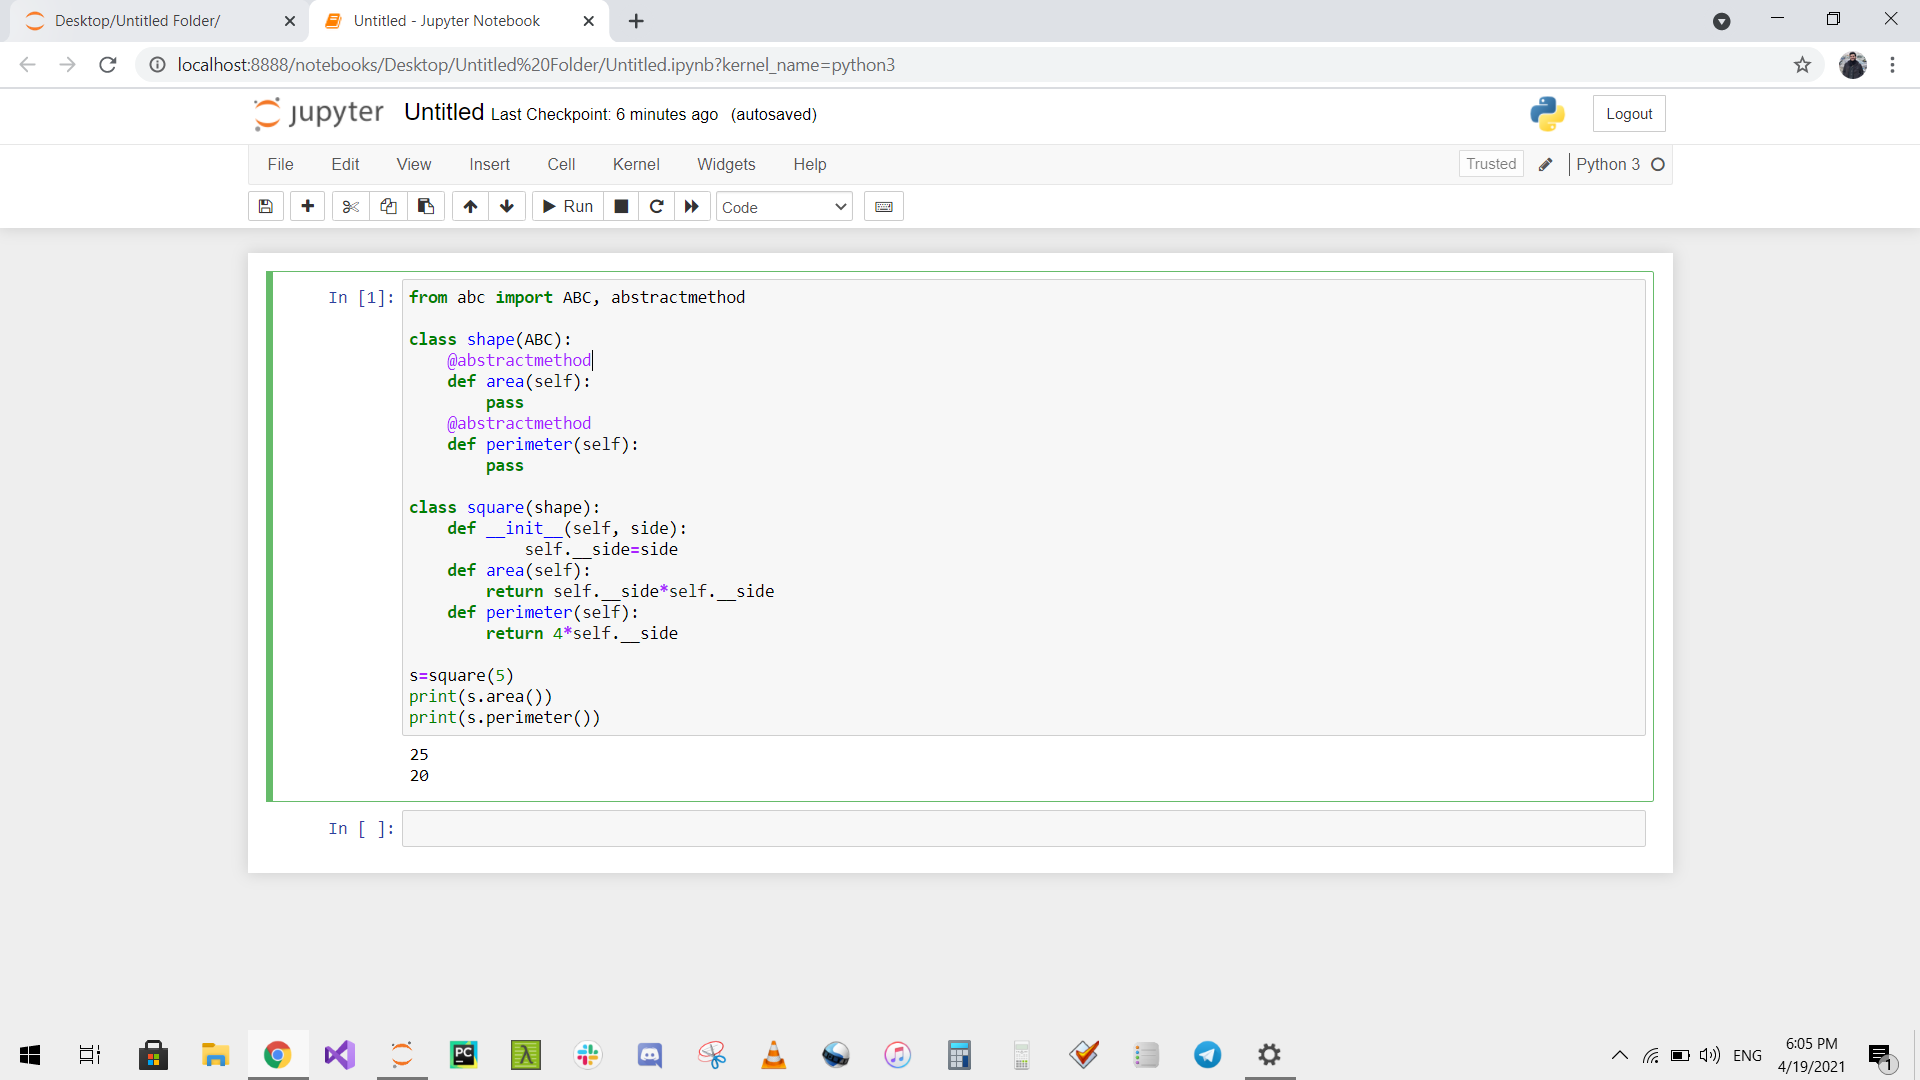 Desktop/Untitled Folder/
Untitled - Jupyter Notebook
localhost:8888/notebooks/Desktop/Untitled%20Folder/Untitled.ipynb?kernel_name=python3
jupyter Untitled Last Checkpoint: 6 minutes ago (autosaved)
Logout
File Edit View Insert Cell Kernel Widgets Help
Trusted
Python 3
Run
Code
In [1]:
from abc import ABC, abstractmethod

class shape(ABC):
    @abstractmethod
    def area(self):
        pass
    @abstractmethod
    def perimeter(self):
        pass

class square(shape):
    def __init__(self, side):
            self.__side=side
    def area(self):
        return self.__side*self.__side
    def perimeter(self):
        return 4*self.__side

s=square(5)
print(s.area())
print(s.perimeter())
25
20
In [ ]:
PC
ENG
6:05 PM
4/19/2021
1